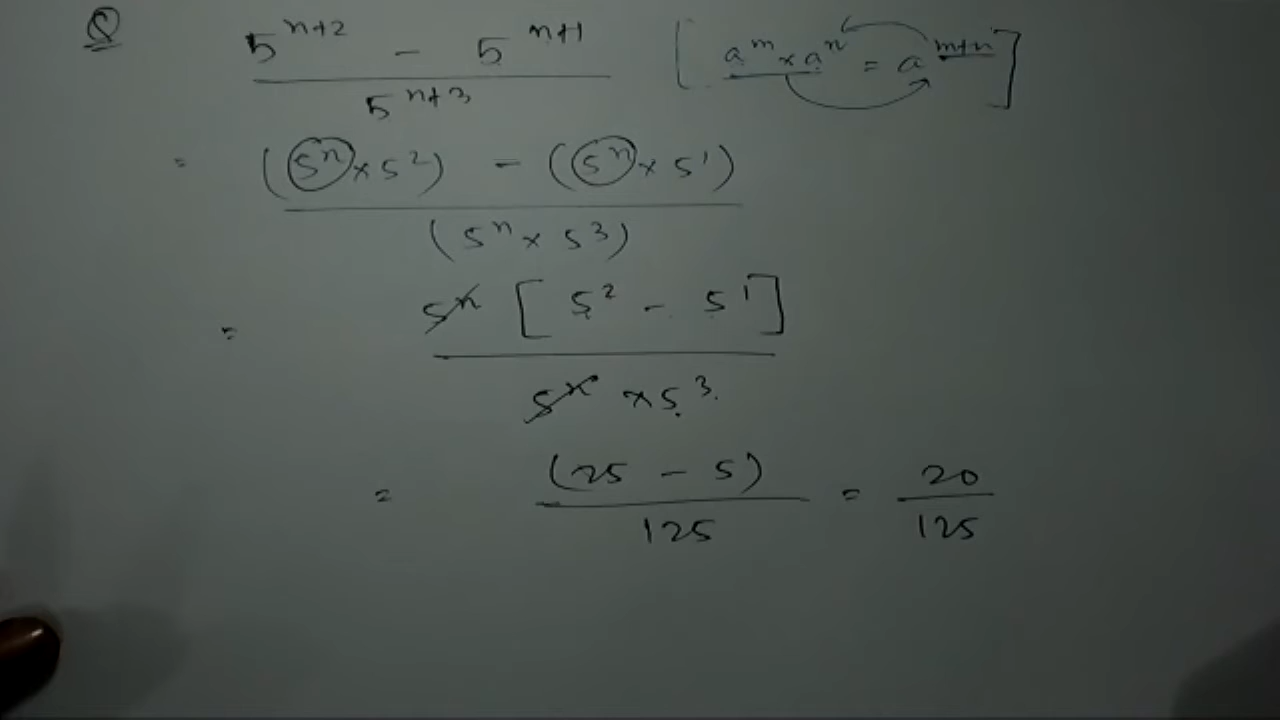 Q 5^{n+2} - 5^{n+1} / 5^{n+3} [a^m × a^n = a^{m+n}]
= (5^n × 5^2) - (5^n × 5^1) / (5^n × 5^3)
= 5^n [5^2 - 5^1] / 5^n × 5^3
= (25 - 5) / 125 = 20 / 125